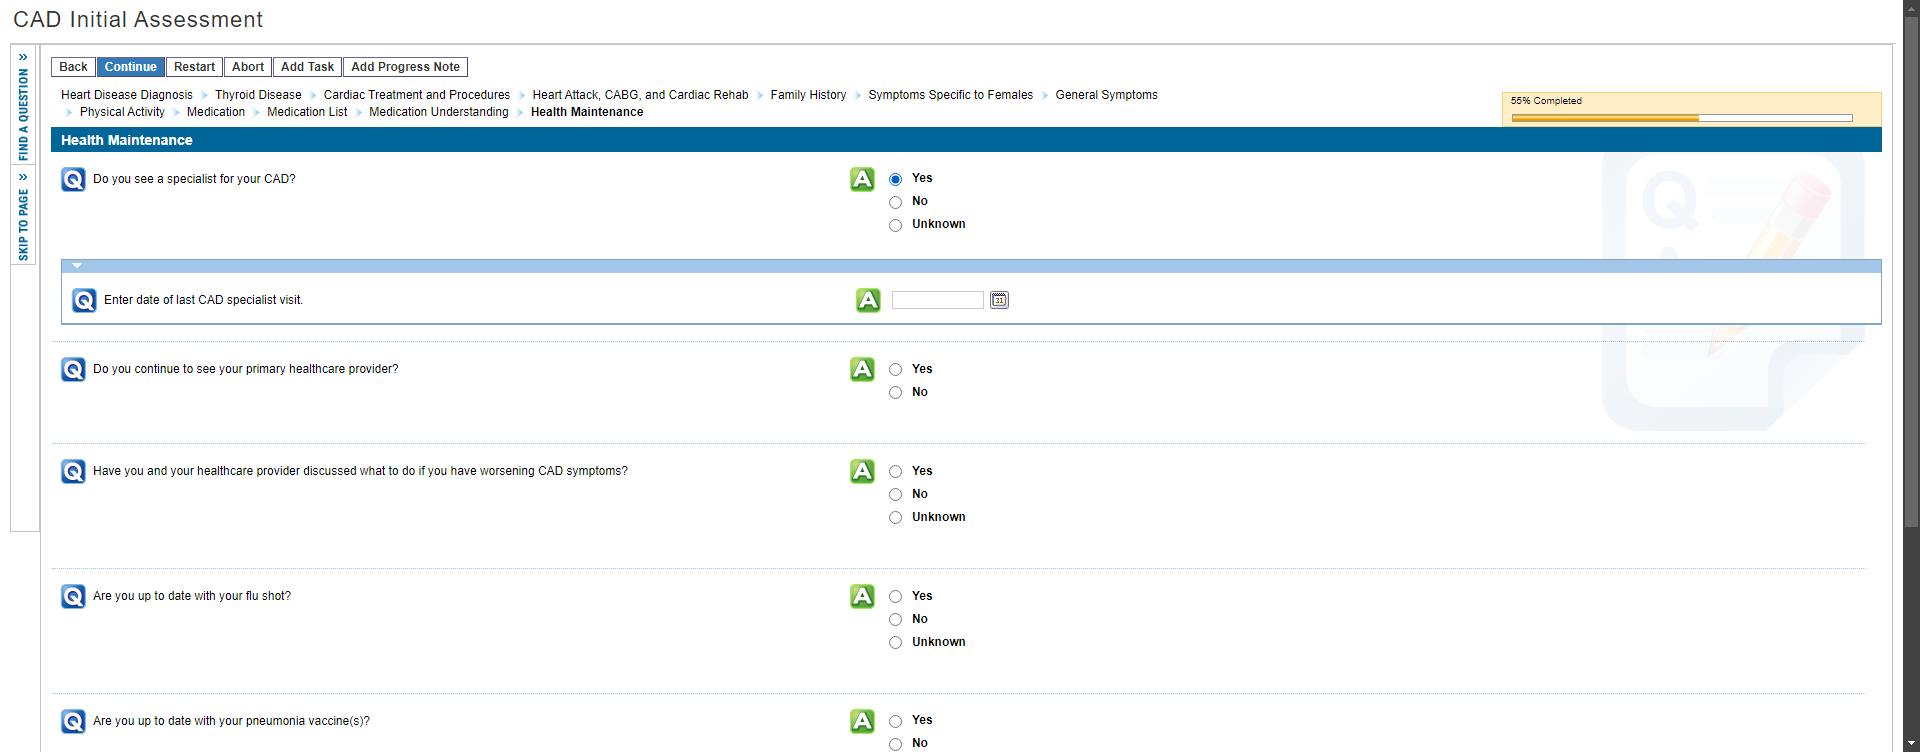 CAD Initial Assessment
» FIND A QUESTION
» SKIP TO PAGE
Back Continue Restart Abort Add Task Add Progress Note
Heart Disease Diagnosis Thyroid Disease Cardiac Treatment and Procedures Heart Attack, CABG, and Cardiac Rehab Family History Symptoms Specific to Females General Symptoms
Physical Activity Medication Medication List Medication Understanding Health Maintenance
55% Completed
Health Maintenance
Q Do you see a specialist for your CAD? A Yes
No
Unknown
Q Enter date of last CAD specialist visit. A 31
Q Do you continue to see your primary healthcare provider? A Yes
No
Q Have you and your healthcare provider discussed what to do if you have worsening CAD symptoms? A Yes
No
Unknown
Q Are you up to date with your flu shot? A Yes
No
Unknown
Q Are you up to date with your pneumonia vaccine(s)? A Yes
No
Q
A